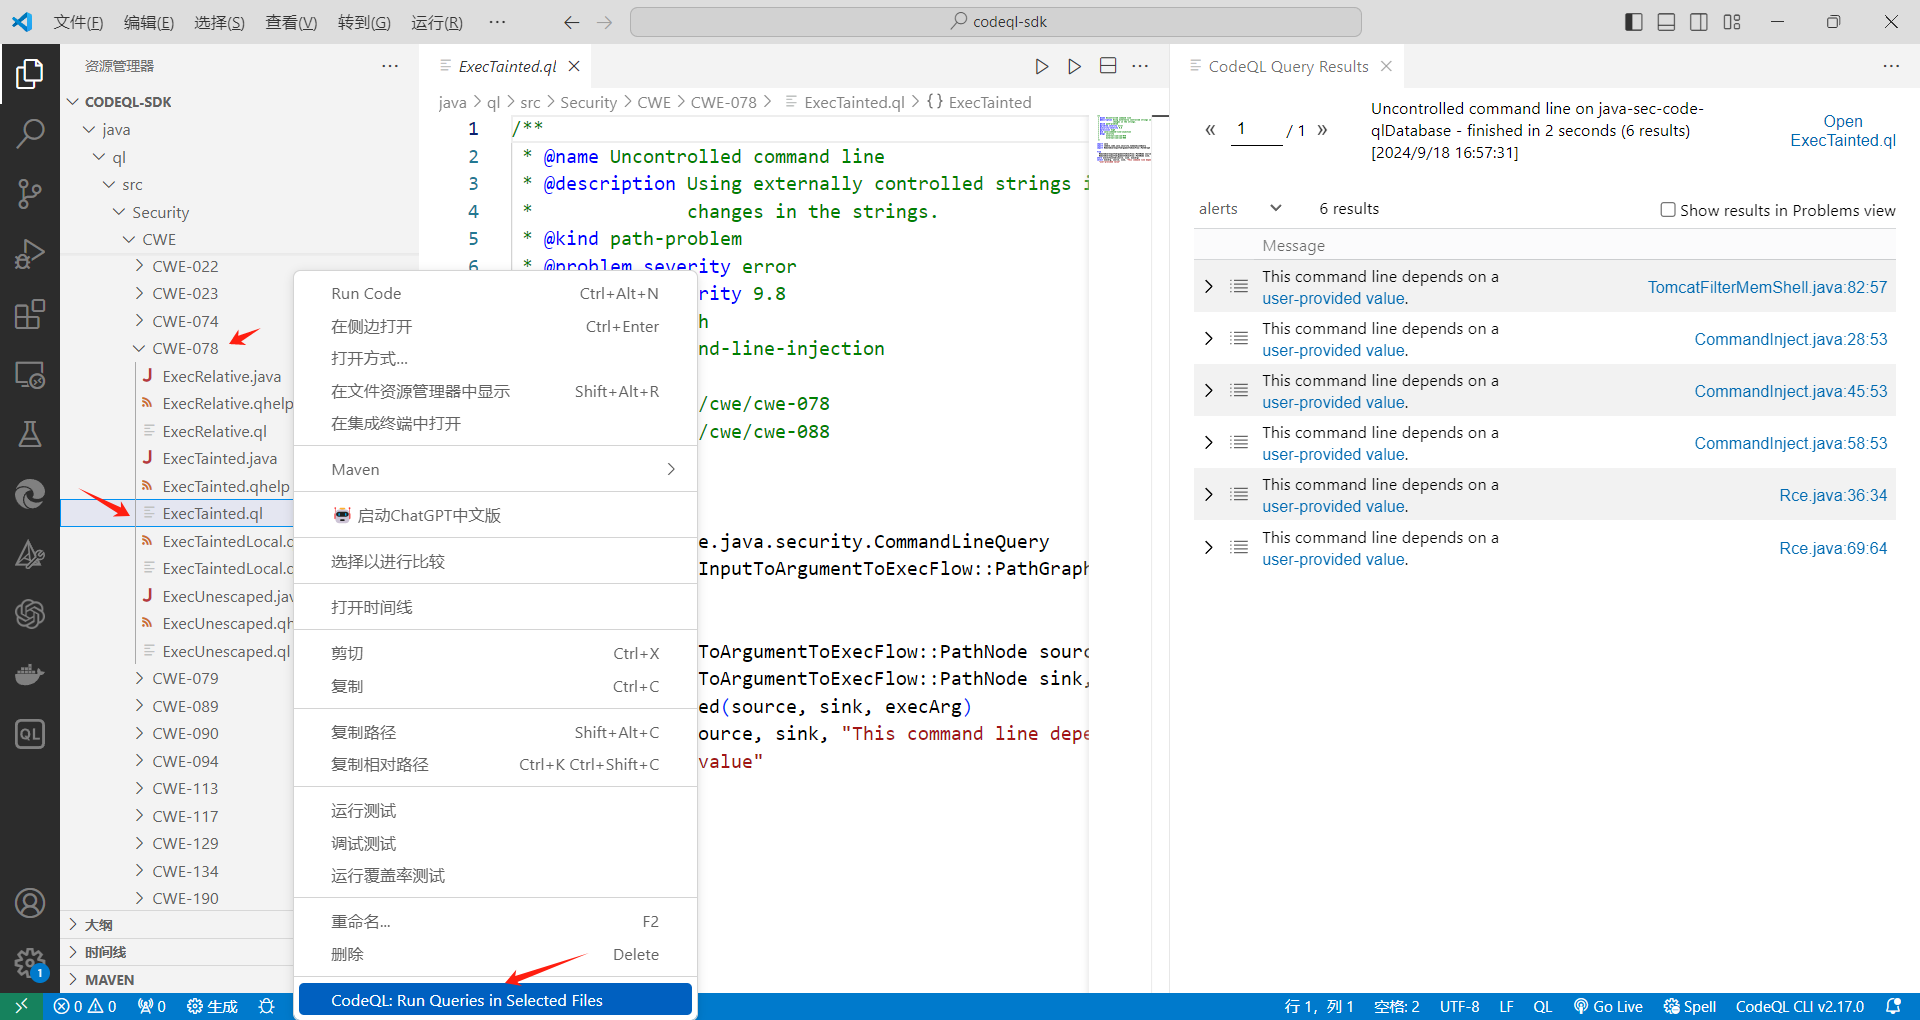 文件(F) 编辑(E) 选择(S) 查看(V) 转到(G) 运行(R) ··· codeql-sdk
资源管理器
CODEQL-SDK
java
ql
src
Security
CWE
CWE-022
CWE-023
CWE-074
CWE-078
ExecRelative.java
ExecRelative.qhelp
ExecRelative.ql
ExecTainted.java
ExecTainted.qhelp
ExecTainted.ql
ExecTaintedLocal.c
ExecTaintedLocal.c
ExecUnescaped.jav
ExecUnescaped.qh
ExecUnescaped.ql
CWE-079
CWE-089
CWE-090
CWE-094
CWE-113
CWE-117
CWE-129
CWE-134
CWE-190
大纲
时间线
MAVEN
QL
1
ExecTainted.ql
java > ql > src > Security > CWE > CWE-078 > ExecTainted.ql > {} ExecTainted
1 /**
2 * @name Uncontrolled command line
3 * @description Using externally controlled strings i
4 * changes in the strings.
5 * @kind path-problem
6 * @problem severity error
rity 9.8
h
nd-line-injection
/cwe/cwe-078
/cwe/cwe-088
e.java.security.CommandLineQuery
InputToArgumentToExecFlow::PathGraph
ToArgumentToExecFlow::PathNode sourc
ToArgumentToExecFlow::PathNode sink,
ed(source, sink, execArg)
ource, sink, "This command line depe
value"
Run Code Ctrl+Alt+N
在侧边打开 Ctrl+Enter
打开方式...
在文件资源管理器中显示 Shift+Alt+R
在集成终端中打开
Maven
启动ChatGPT中文版
选择以进行比较
打开时间线
剪切 Ctrl+X
复制 Ctrl+C
复制路径 Shift+Alt+C
复制相对路径 Ctrl+K Ctrl+Shift+C
运行测试
调试测试
运行覆盖率测试
重命名... F2
删除 Delete
CodeQL: Run Queries in Selected Files
CodeQL Query Results
« 1 / 1 »
Uncontrolled command line on java-sec-code-
qlDatabase - finished in 2 seconds (6 results)
[2024/9/18 16:57:31]
Open
ExecTainted.ql
alerts 6 results Show results in Problems view
Message
This command line depends on a
user-provided value. TomcatFilterMemShell.java:82:57
This command line depends on a
user-provided value. CommandInject.java:28:53
This command line depends on a
user-provided value. CommandInject.java:45:53
This command line depends on a
user-provided value. CommandInject.java:58:53
This command line depends on a
user-provided value. Rce.java:36:34
This command line depends on a
user-provided value. Rce.java:69:64
0 0 0 生成 行 1, 列 1 空格: 2 UTF-8 LF QL Go Live Spell CodeQL CLI v2.17.0